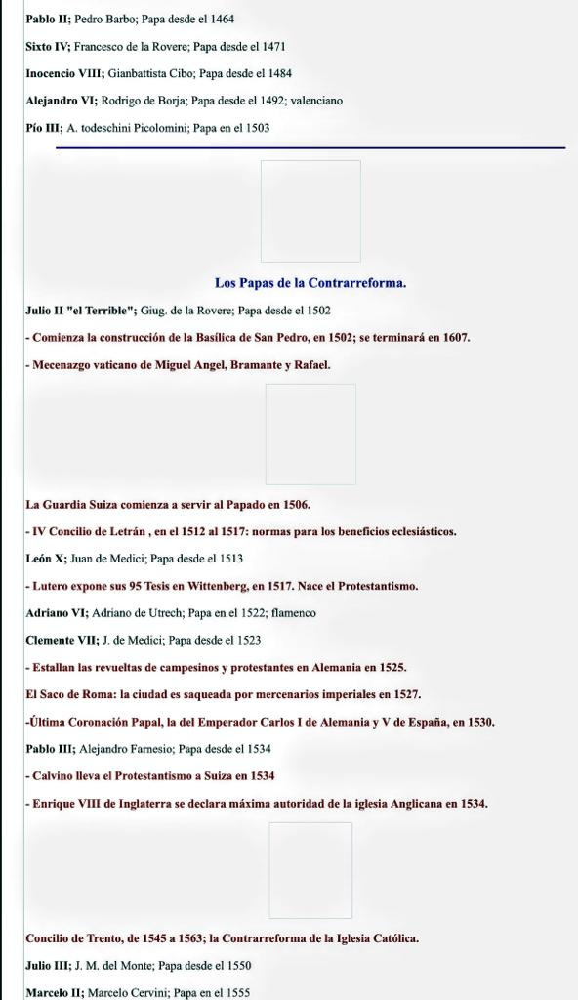 Pablo II; Pedro Barbo; Papa desde el 1464
Sixto IV; Francesco de la Rovere; Papa desde el 1471
Inocencio VIII; Gianbattista Cibo; Papa desde el 1484
Alejandro VI; Rodrigo de Borja; Papa desde el 1492; valenciano
Pío III; A. todeschini Picolomini; Papa en el 1503
Los Papas de la Contrarreforma.
Julio II "el Terrible"; Giug. de la Rovere; Papa desde el 1502
- Comienza la construcción de la Basílica de San Pedro, en 1502; se terminará en 1607.
- Mecenazgo vaticano de Miguel Angel, Bramante y Rafael.
La Guardia Suiza comienza a servir al Papado en 1506.
- IV Concilio de Letrán , en el 1512 al 1517: normas para los beneficios eclesiásticos.
León X; Juan de Medici; Papa desde el 1513
- Lutero expone sus 95 Tesis en Wittenberg, en 1517. Nace el Protestantismo.
Adriano VI; Adriano de Utrech; Papa en el 1522; flamenco
Clemente VII; J. de Medici; Papa desde el 1523
- Estallan las revueltas de campesinos y protestantes en Alemania en 1525.
El Saco de Roma: la ciudad es saqueada por mercenarios imperiales en 1527.
-Última Coronación Papal, la del Emperador Carlos I de Alemania y V de España, en 1530.
Pablo III; Alejandro Farnesio; Papa desde el 1534
- Calvino lleva el Protestantismo a Suiza en 1534
- Enrique VIII de Inglaterra se declara máxima autoridad de la iglesia Anglicana en 1534.
Concilio de Trento, de 1545 a 1563; la Contrarreforma de la Iglesia Católica.
Julio III; J. M. del Monte; Papa desde el 1550
Marcelo II; Marcelo Cervini; Papa en el 1555